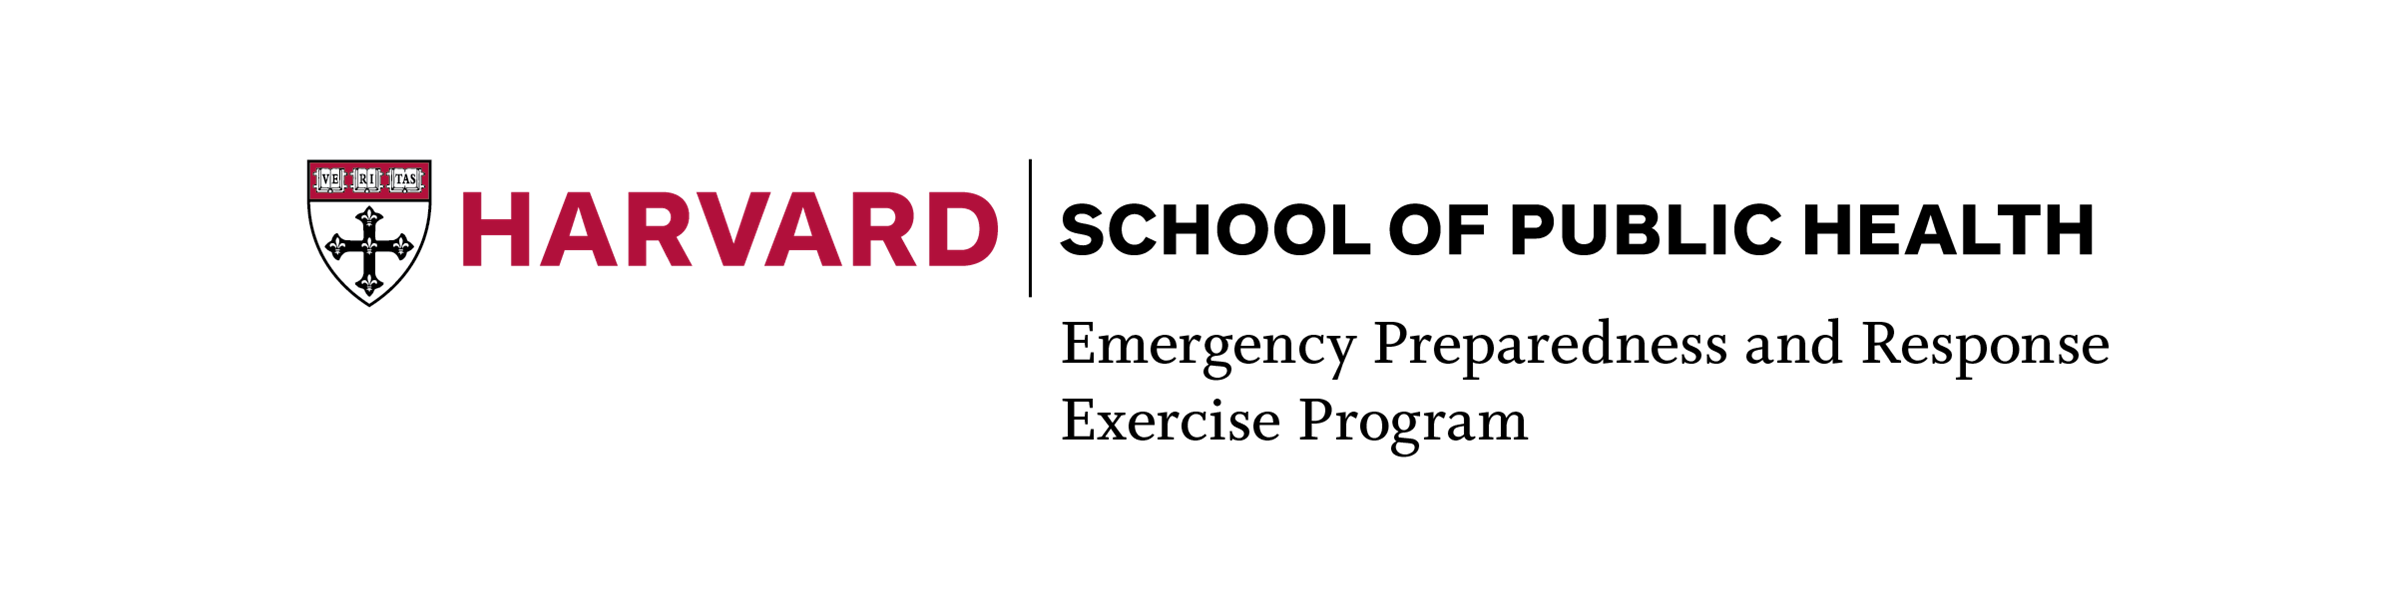 VE RI TAS
HARVARD
SCHOOL OF PUBLIC HEALTH
Emergency Preparedness and Response
Exercise Program